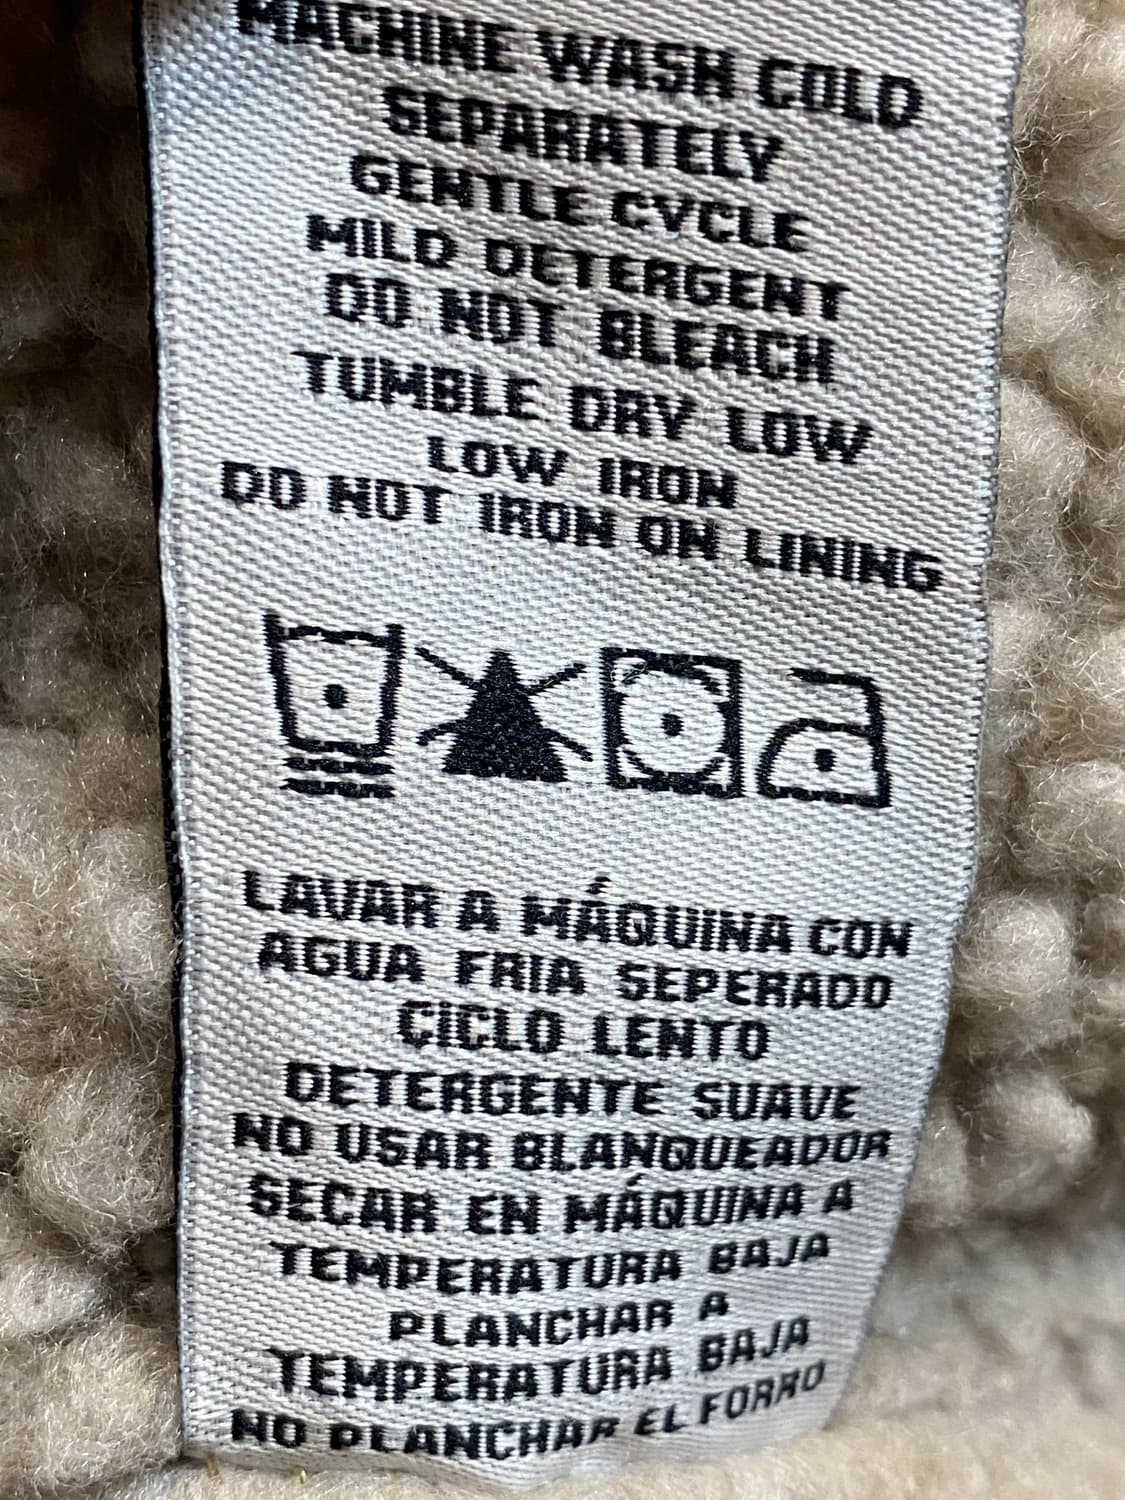 MACHINE WASH COLD
SEPARATELY
GENTLE CYCLE
MILD DETERGENT
DO NOT BLEACH
TUMBLE DRY LOW
LOW IRON
DO NOT IRON ON LINING
LAVAR A MÁQUINA CON
AGUA FRIA SEPERADO
CICLO LENTO
DETERGENTE SUAVE
NO USAR BLANQUEADOR
SECAR EN MÁQUINA A
TEMPERATURA BAJA
PLANCHAR A
TEMPERATURA BAJA
NO PLANCHAR EL FORRO